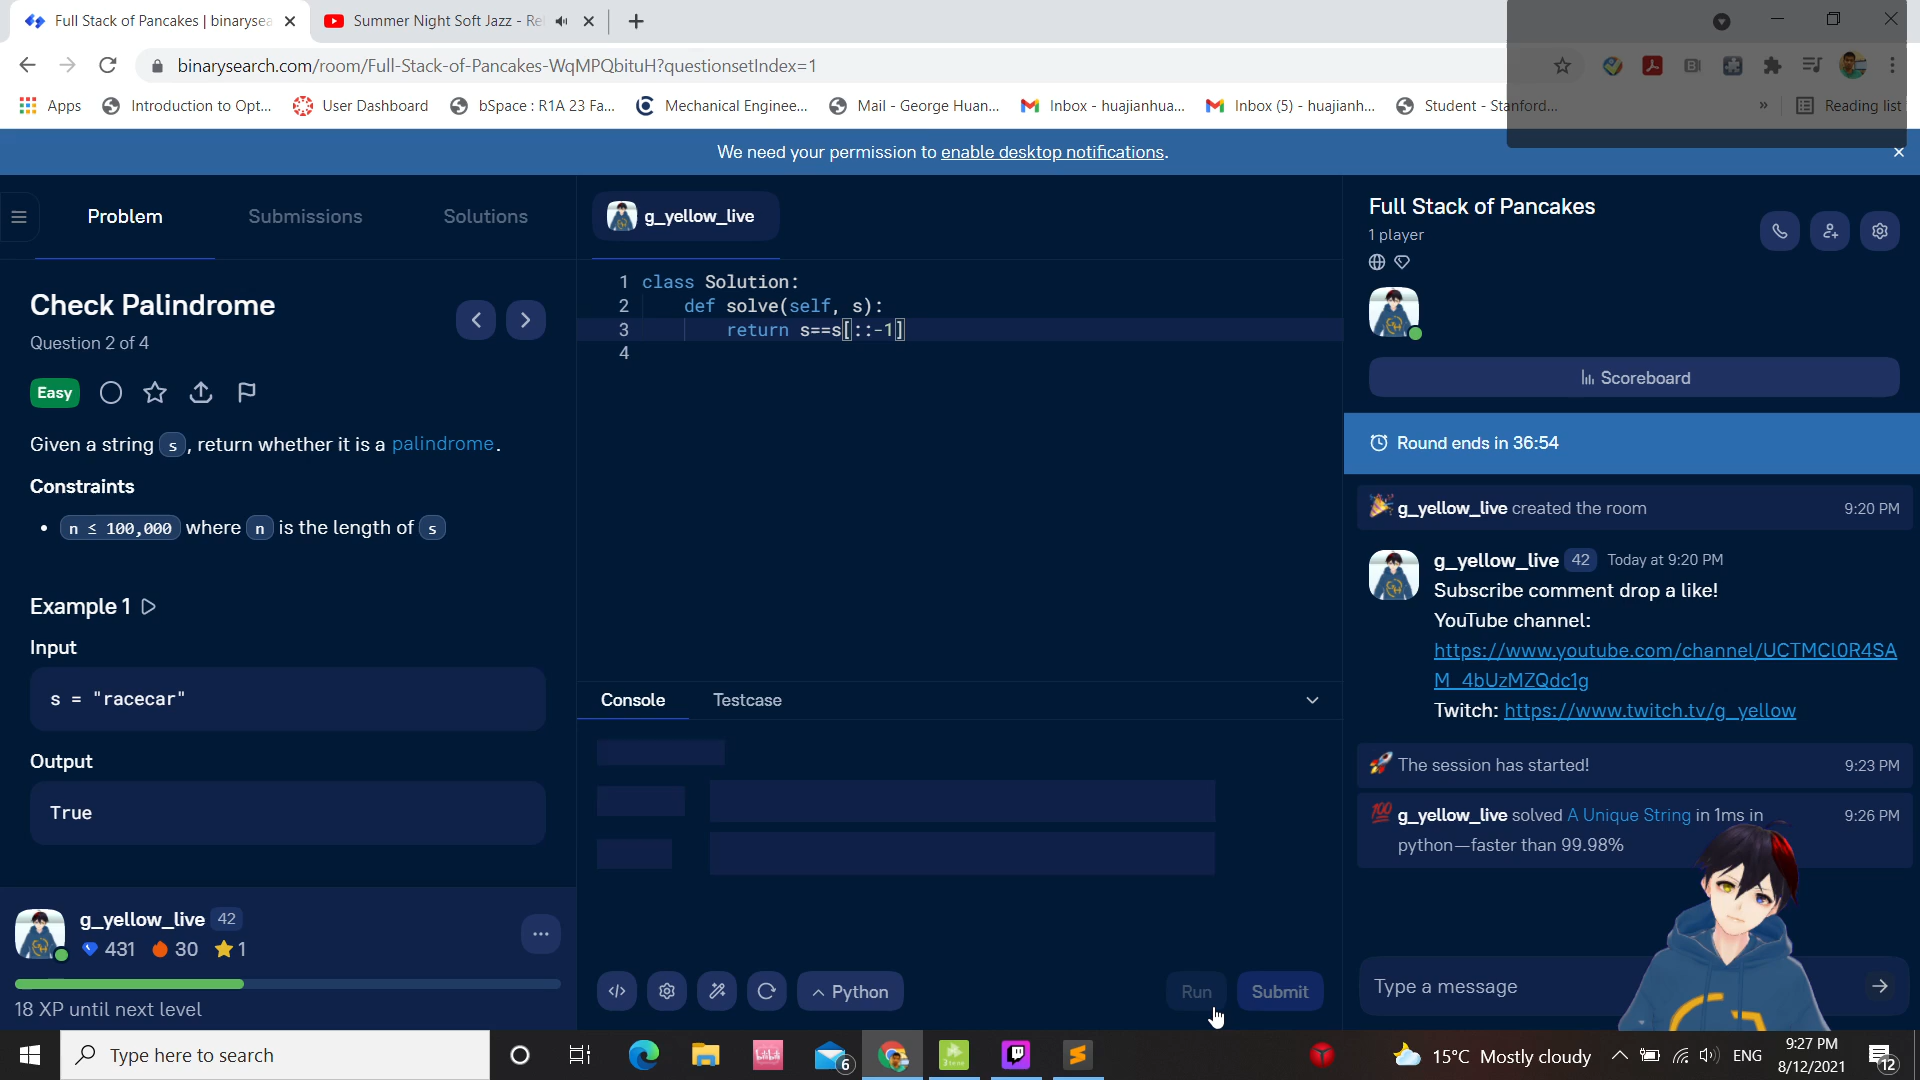 Full Stack of Pancakes | binarysea
Summer Night Soft Jazz - Re
binarysearch.com/room/Full-Stack-of-Pancakes-WqMPQbituH?questionsetIndex=1
Apps
Introduction to Opt...
User Dashboard
bSpace : R1A 23 Fa...
Mechanical Enginee...
Mail - George Huan...
Inbox - huajianhua...
Inbox (5) - huajianh...
Student - Stanford...
»
Reading list
We need your permission to enable desktop notifications.
Problem
Submissions
Solutions
Check Palindrome
Question 2 of 4
Easy
Given a string s, return whether it is a palindrome.
Constraints
• n ≤ 100,000 where n is the length of s
Example 1
Input
s = "racecar"
Output
True
g_yellow_live 42
431 30 1
18 XP until next level
g_yellow_live
1 class Solution:
2 def solve(self, s):
3 return s==s[::-1]
4
Console
Testcase
Python
Run
Submit
Full Stack of Pancakes
1 player
Scoreboard
Round ends in 36:54
g_yellow_live created the room 9:20 PM
g_yellow_live 42 Today at 9:20 PM
Subscribe comment drop a like!
YouTube channel:
https://www.youtube.com/channel/UCTMCl0R4SA
M_4bUzMZQdc1g
Twitch: https://www.twitch.tv/g_yellow
The session has started! 9:23 PM
100 g_yellow_live solved A Unique String in 1ms in 9:26 PM
python—faster than 99.98%
Type a message
Type here to search
6
15°C Mostly cloudy
ENG
9:27 PM
8/12/2021
12